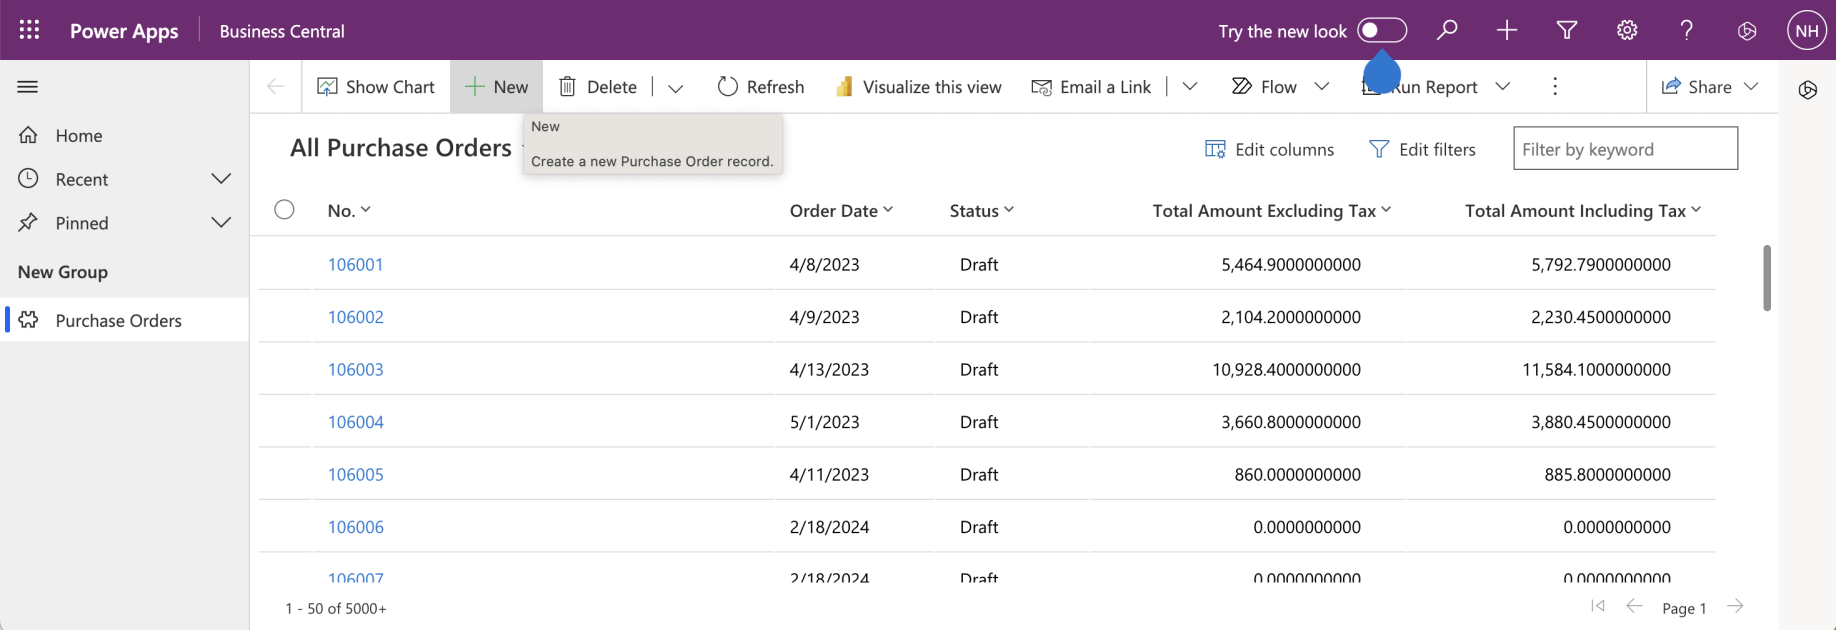 Power Apps
Business Central
Try the new look
NH
Show Chart
New
Delete
Refresh
Visualize this view
Email a Link
Flow
Run Report
Share
Home
Recent
Pinned
New Group
Purchase Orders
All Purchase Orders
New
Create a new Purchase Order record.
Edit columns
Edit filters
Filter by keyword
No. Order Date Status Total Amount Excluding Tax Total Amount Including Tax
106001 4/8/2023 Draft 5,464.9000000000 5,792.7900000000
106002 4/9/2023 Draft 2,104.2000000000 2,230.4500000000
106003 4/13/2023 Draft 10,928.4000000000 11,584.1000000000
106004 5/1/2023 Draft 3,660.8000000000 3,880.4500000000
106005 4/11/2023 Draft 860.0000000000 885.8000000000
106006 2/18/2024 Draft 0.0000000000 0.0000000000
106007 2/18/2024 Draft 0.0000000000 0.0000000000
1 - 50 of 5000+
Page 1